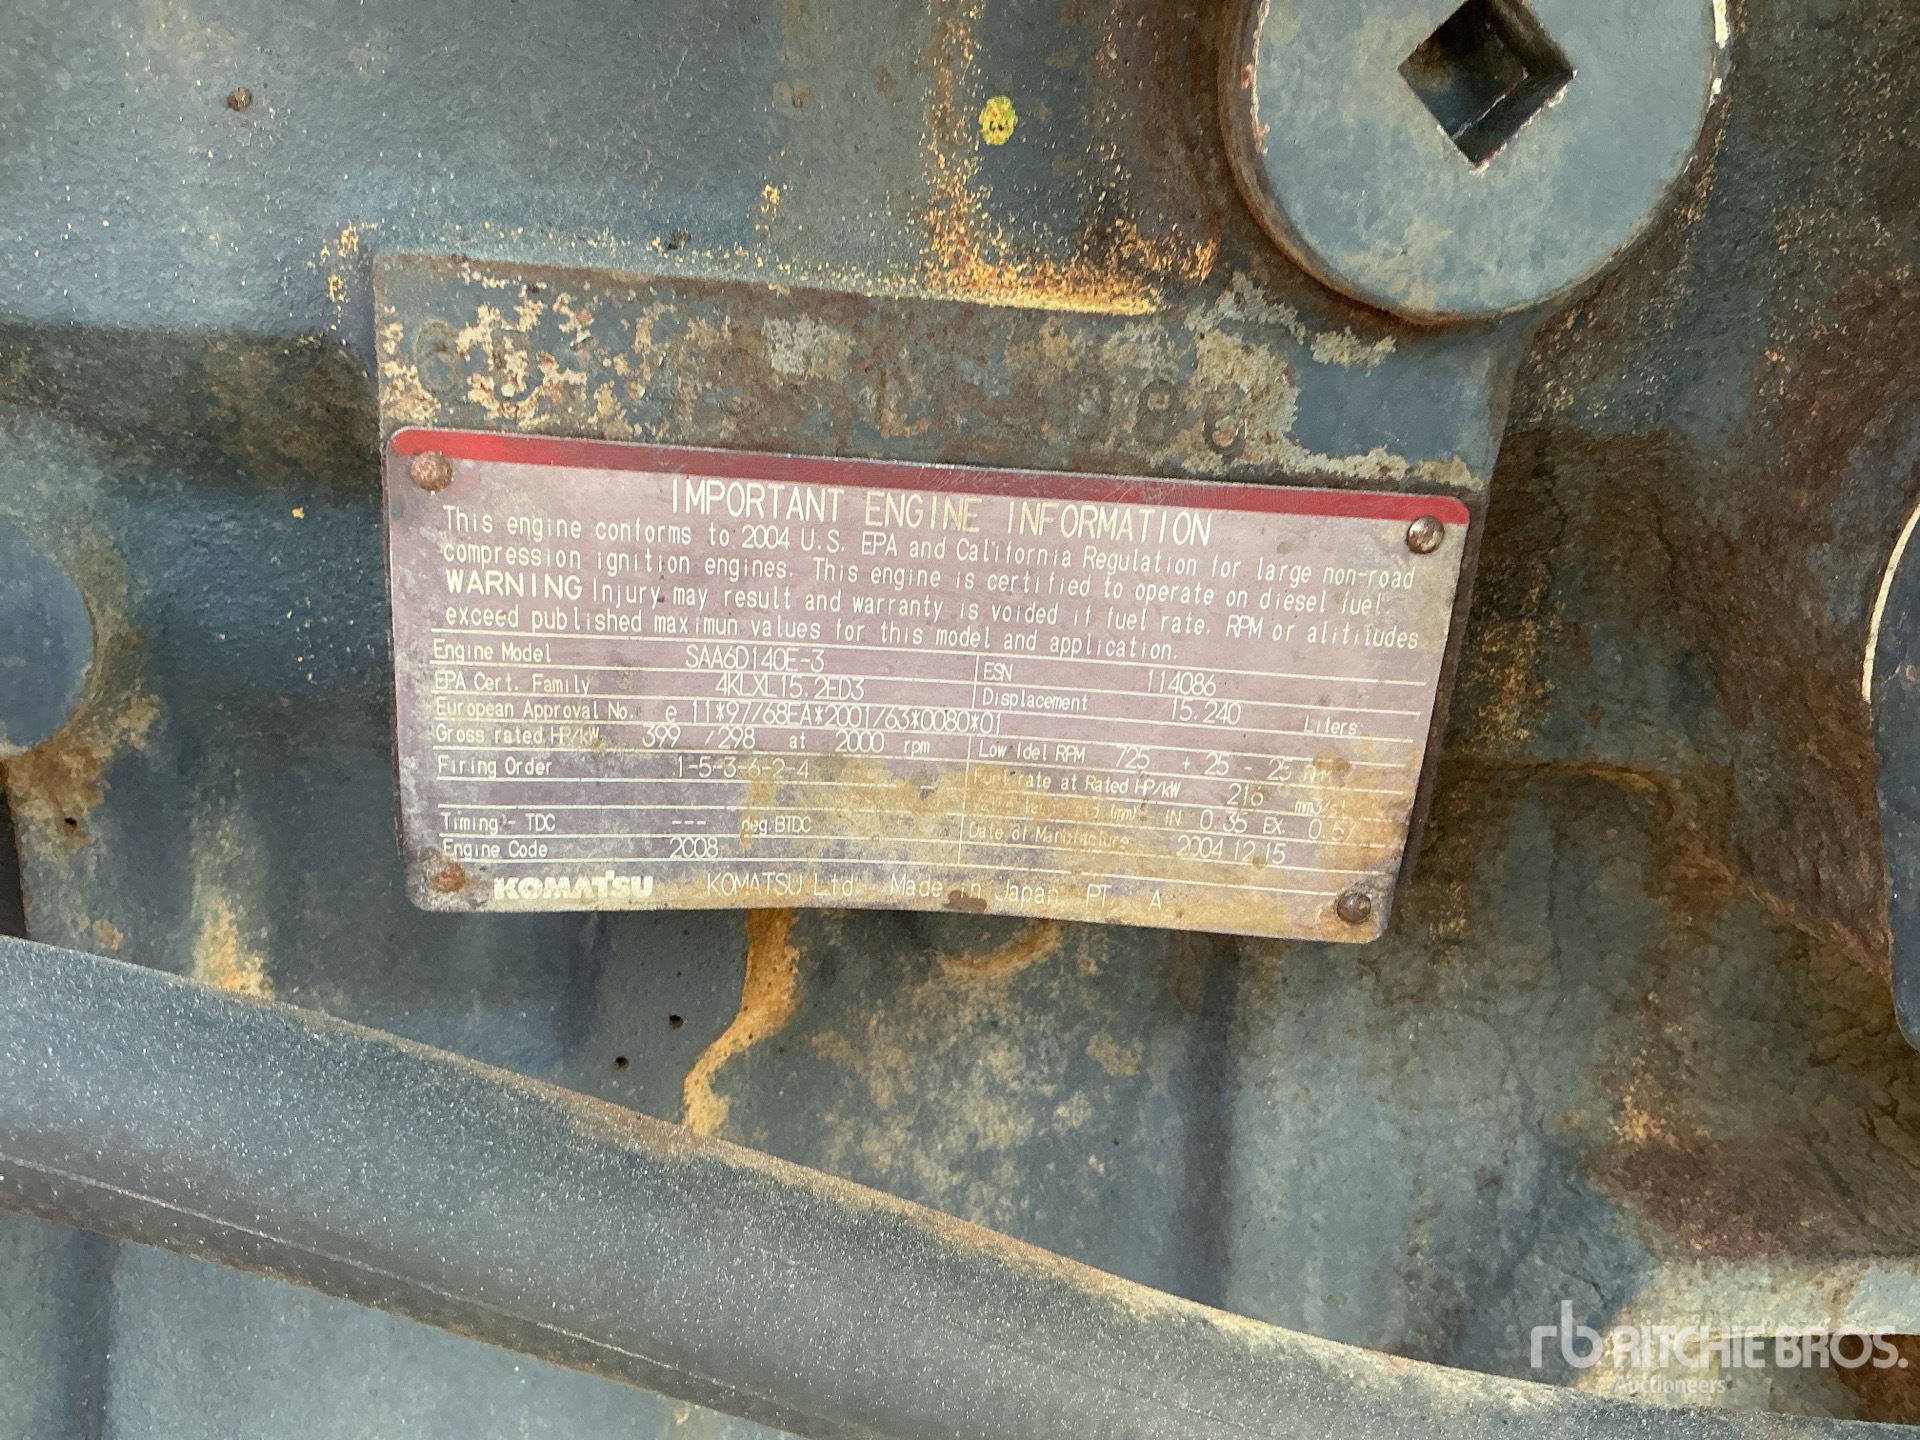 IMPORTANT ENGINE INFORMATION
This engine conforms to 2004 U.S. EPA and California Regulation for large non-road
compression ignition engines. This engine is certified to operate on diesel fuel.
WARNING Injury may result and warranty is voided if fuel rate. RPM or altitudes
exceed published maximun values for this model and application.
Engine Model SAA6D140E-3 ESN 114086
EPA Cert. Family 4KLXL15.2ED3 Displacement 15.240 Liters
European Approval No. e 11*97/68EA*2001/63*0080*01
Gross rated HP/kW 399 /298 at 2000 rpm Low Idel RPM 725 + 25 - 25 RPM
Firing Order 1-5-3-6-2-4 Fuel rate at Rated HP/kW 216 mm3/st
(mm) IN 0.35 EX. 0.57
Timing - TDC --- deg.BTDC Date of Manufacture 2004.12.15
Engine Code 2008
KOMATSU KOMATSU Ltd. Made in Japan PT : A
rb RITCHIE BROS.
Auctioneers